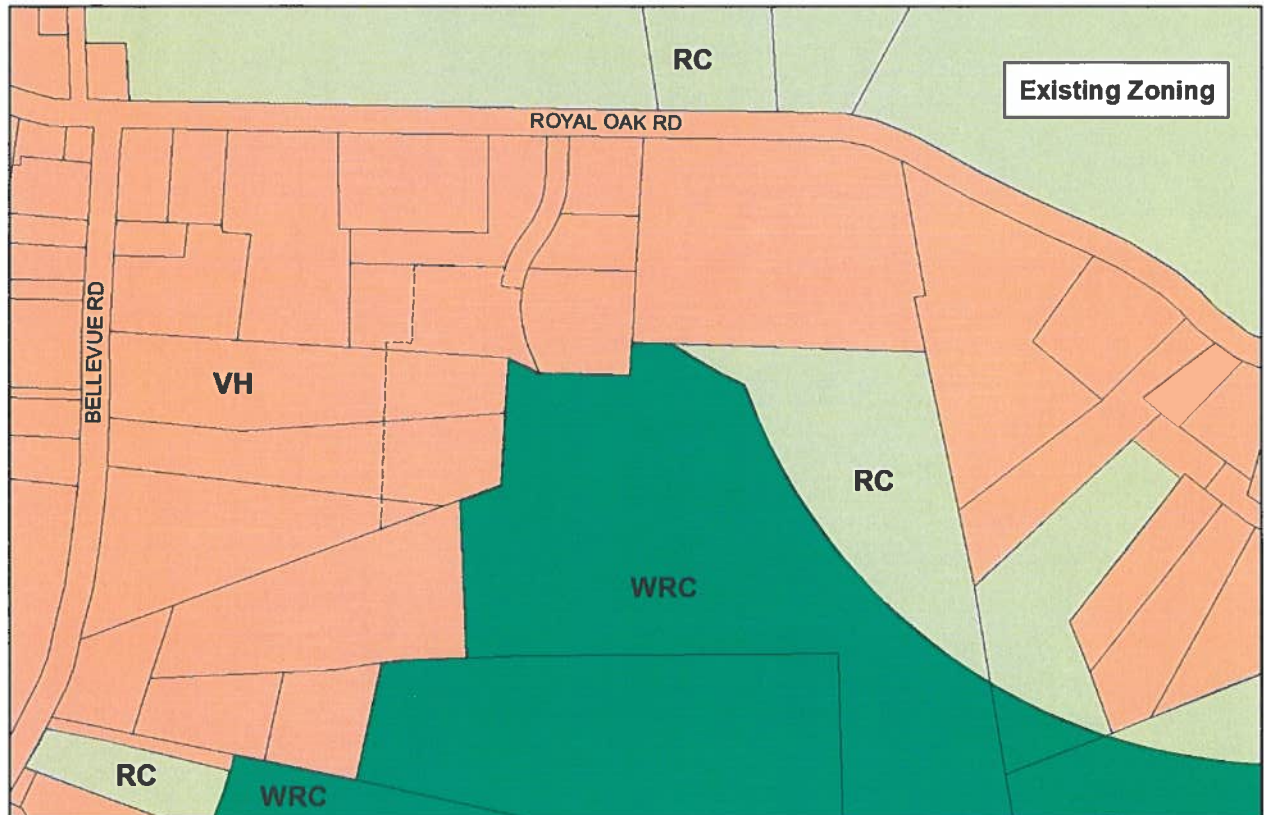 RC
Existing Zoning
ROYAL OAK RD
BELLEVUE RD
VH
RC
WRC
RC
WRC